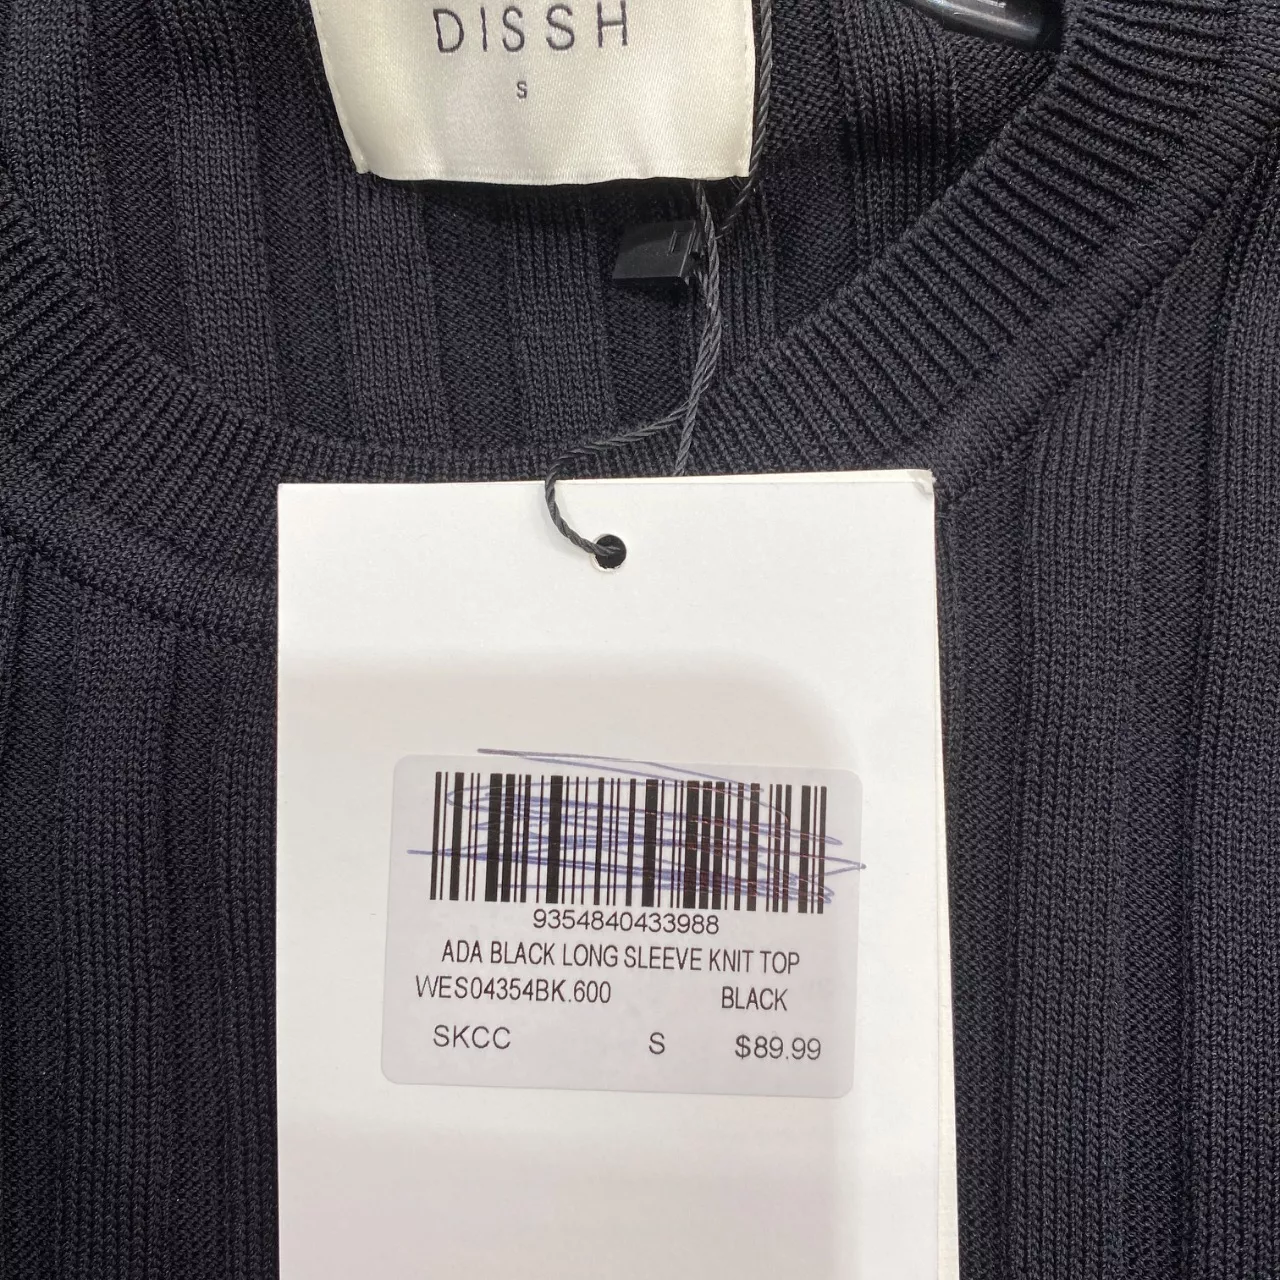 DISSH
S
9354840433988
ADA BLACK LONG SLEEVE KNIT TOP
WES04354BK.600 BLACK
SKCC S $89.99